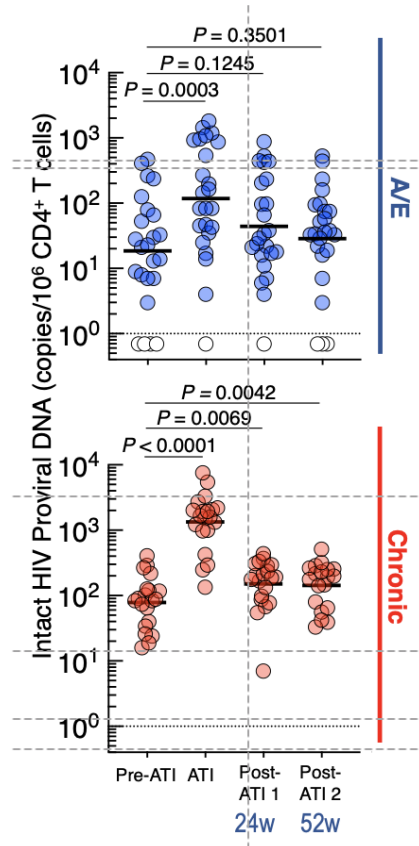 P = 0.3501
P = 0.1245
P = 0.0003
10⁴
10³
10²
10¹
10⁰
A/E
Intact HIV Proviral DNA (copies/10⁶ CD4⁺ T cells)
P = 0.0042
P = 0.0069
P < 0.0001
10⁴
10³
10²
10¹
10⁰
Chronic
Pre-ATI ATI Post- Post-
ATI 1 ATI 2
24w 52w